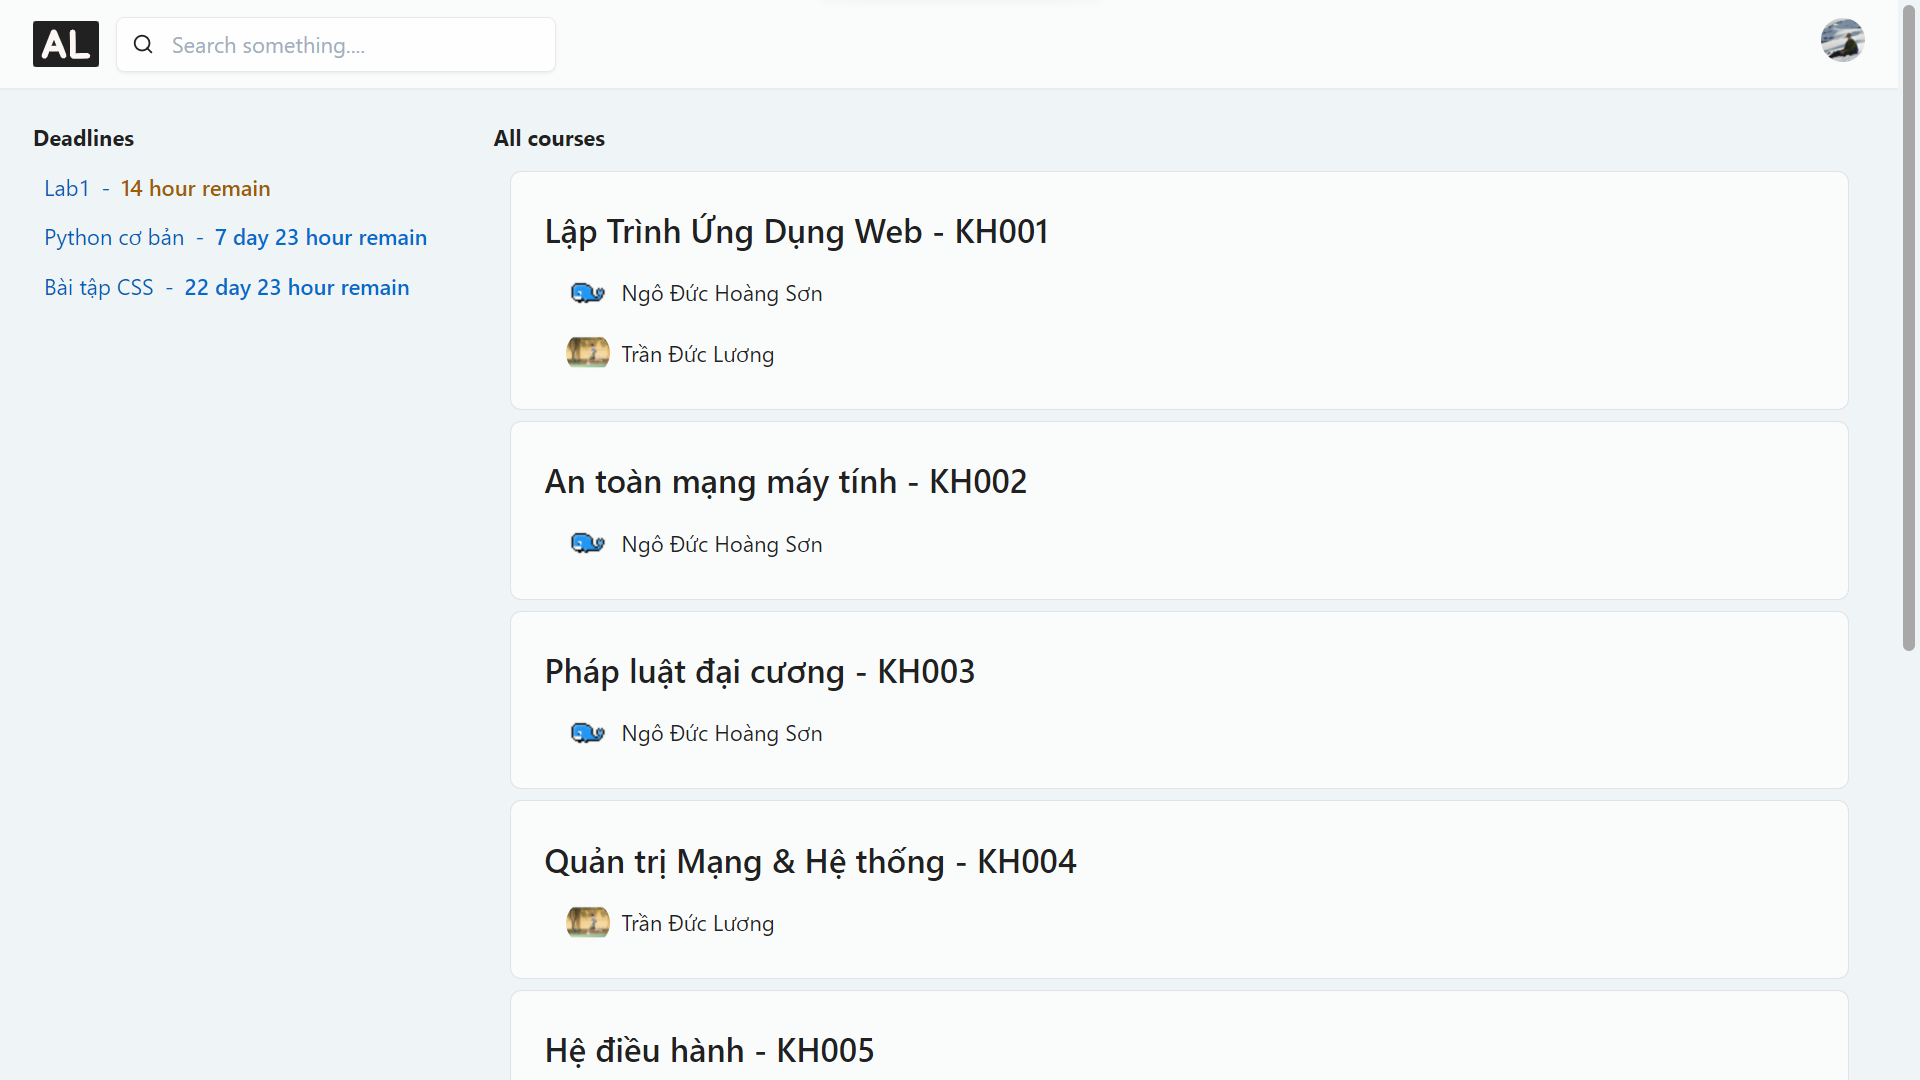 AL
Search something....
Deadlines
Lab1 - 14 hour remain
Python cơ bản - 7 day 23 hour remain
Bài tập CSS - 22 day 23 hour remain
All courses
Lập Trình Ứng Dụng Web - KH001
Ngô Đức Hoàng Sơn
Trần Đức Lương
An toàn mạng máy tính - KH002
Ngô Đức Hoàng Sơn
Pháp luật đại cương - KH003
Ngô Đức Hoàng Sơn
Quản trị Mạng & Hệ thống - KH004
Trần Đức Lương
Hệ điều hành - KH005